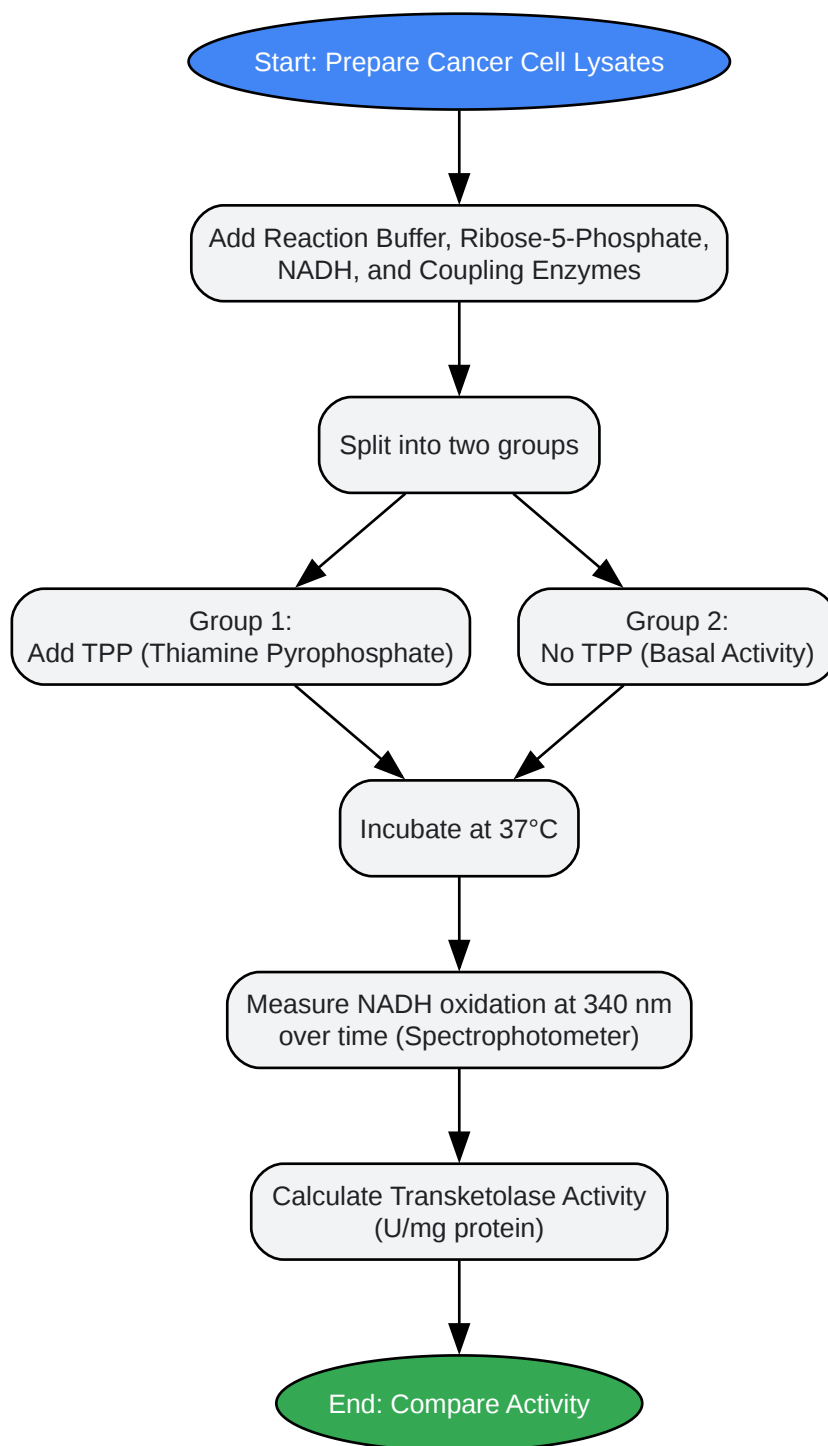 Start: Prepare Cancer Cell Lysates
Add Reaction Buffer, Ribose-5-Phosphate,
NADH, and Coupling Enzymes
Split into two groups
Group 1:
Add TPP (Thiamine Pyrophosphate)
Group 2:
No TPP (Basal Activity)
Incubate at 37°C
Measure NADH oxidation at 340 nm
over time (Spectrophotometer)
Calculate Transketolase Activity
(U/mg protein)
End: Compare Activity